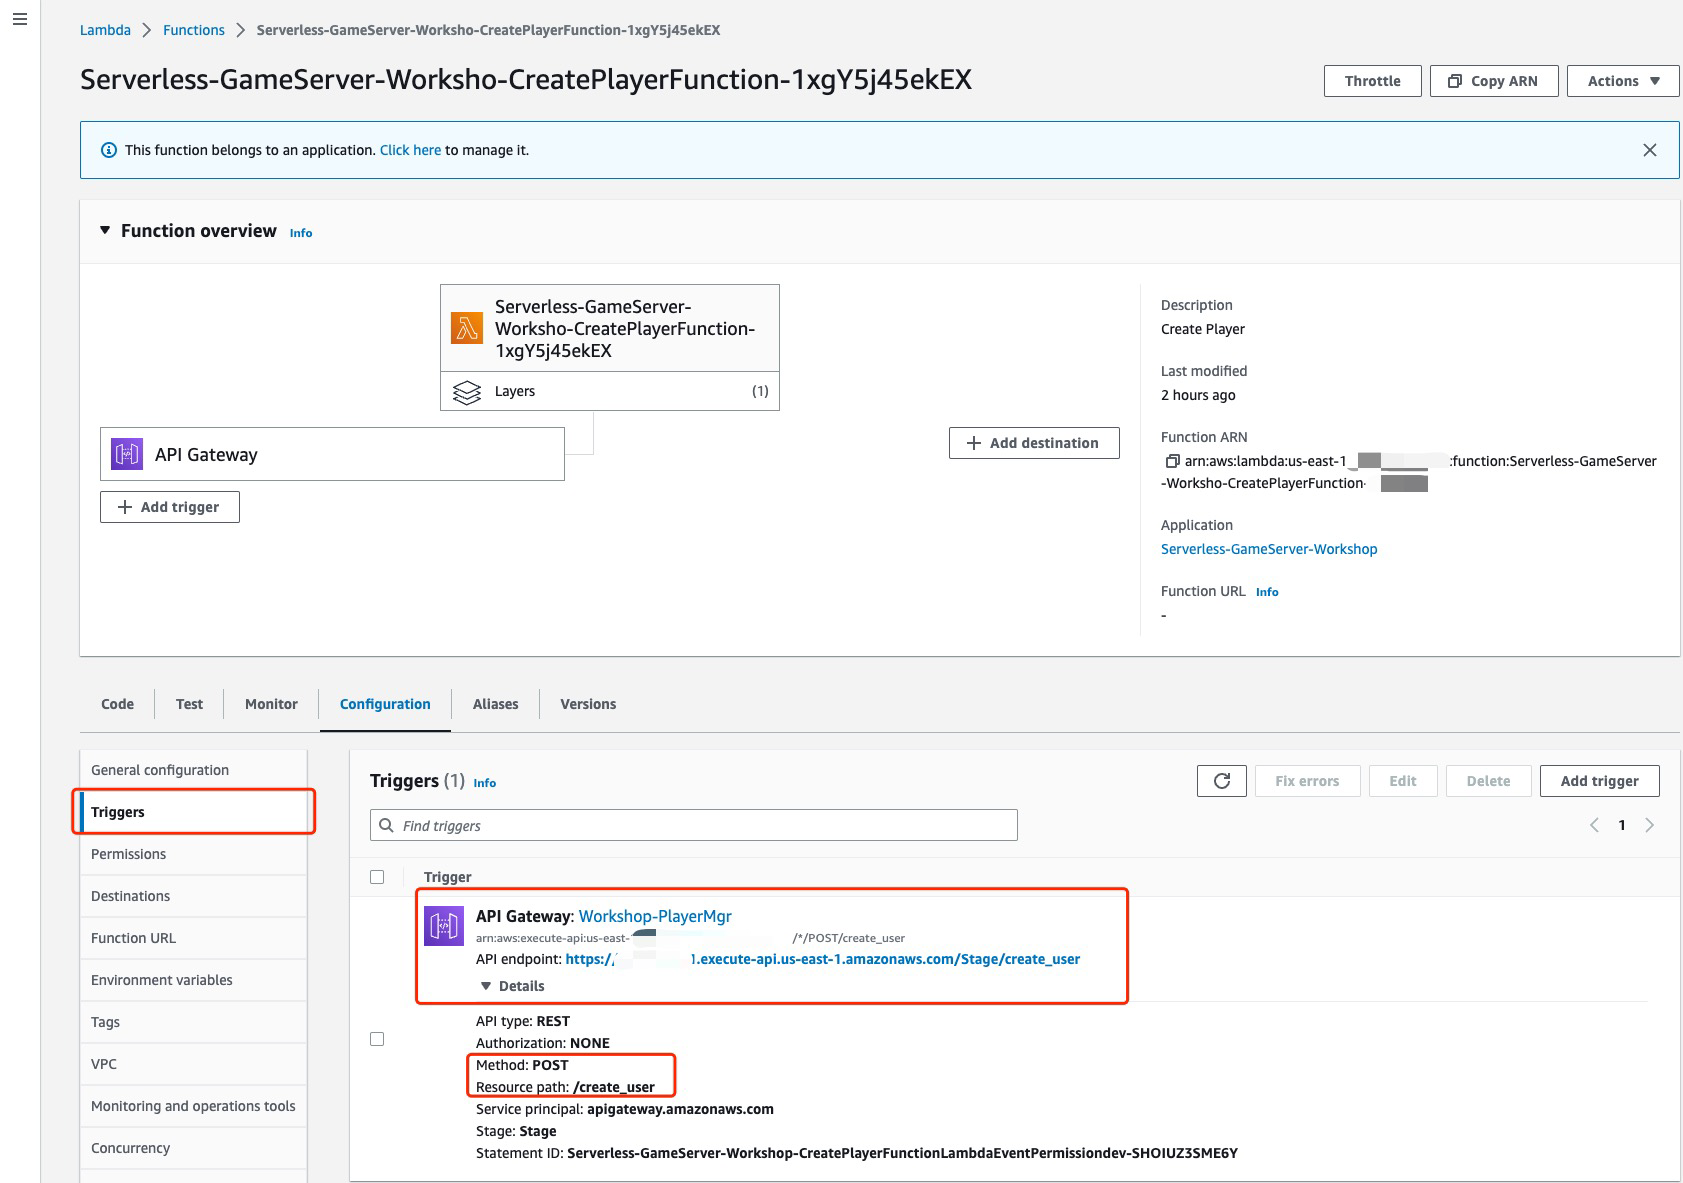 Lambda > Functions > Serverless-GameServer-Worksho-CreatePlayerFunction-1xgY5j45ekEX
Serverless-GameServer-Worksho-CreatePlayerFunction-1xgY5j45ekEX
Throttle
Copy ARN
Actions
This function belongs to an application. Click here to manage it.
Function overview Info
Serverless-GameServer-
Worksho-CreatePlayerFunction-
1xgY5j45ekEX
Layers (1)
API Gateway
Add trigger
Add destination
Description
Create Player
Last modified
2 hours ago
Function ARN
arn:aws:lambda:us-east-1 :function:Serverless-GameServer
-Worksho-CreatePlayerFunction-
Application
Serverless-GameServer-Workshop
Function URL Info
-
Code
Test
Monitor
Configuration
Aliases
Versions
General configuration
Triggers
Permissions
Destinations
Function URL
Environment variables
Tags
VPC
Monitoring and operations tools
Concurrency
Triggers (1) Info
Fix errors
Edit
Delete
Add trigger
Find triggers
1
Trigger
API Gateway: Workshop-PlayerMgr
arn:aws:execute-api:us-east- /*/POST/create_user
API endpoint: https:/ .execute-api.us-east-1.amazonaws.com/Stage/create_user
Details
API type: REST
Authorization: NONE
Method: POST
Resource path: /create_user
Service principal: apigateway.amazonaws.com
Stage: Stage
Statement ID: Serverless-GameServer-Workshop-CreatePlayerFunctionLambdaEventPermissiondev-SHOIUZ3SME6Y